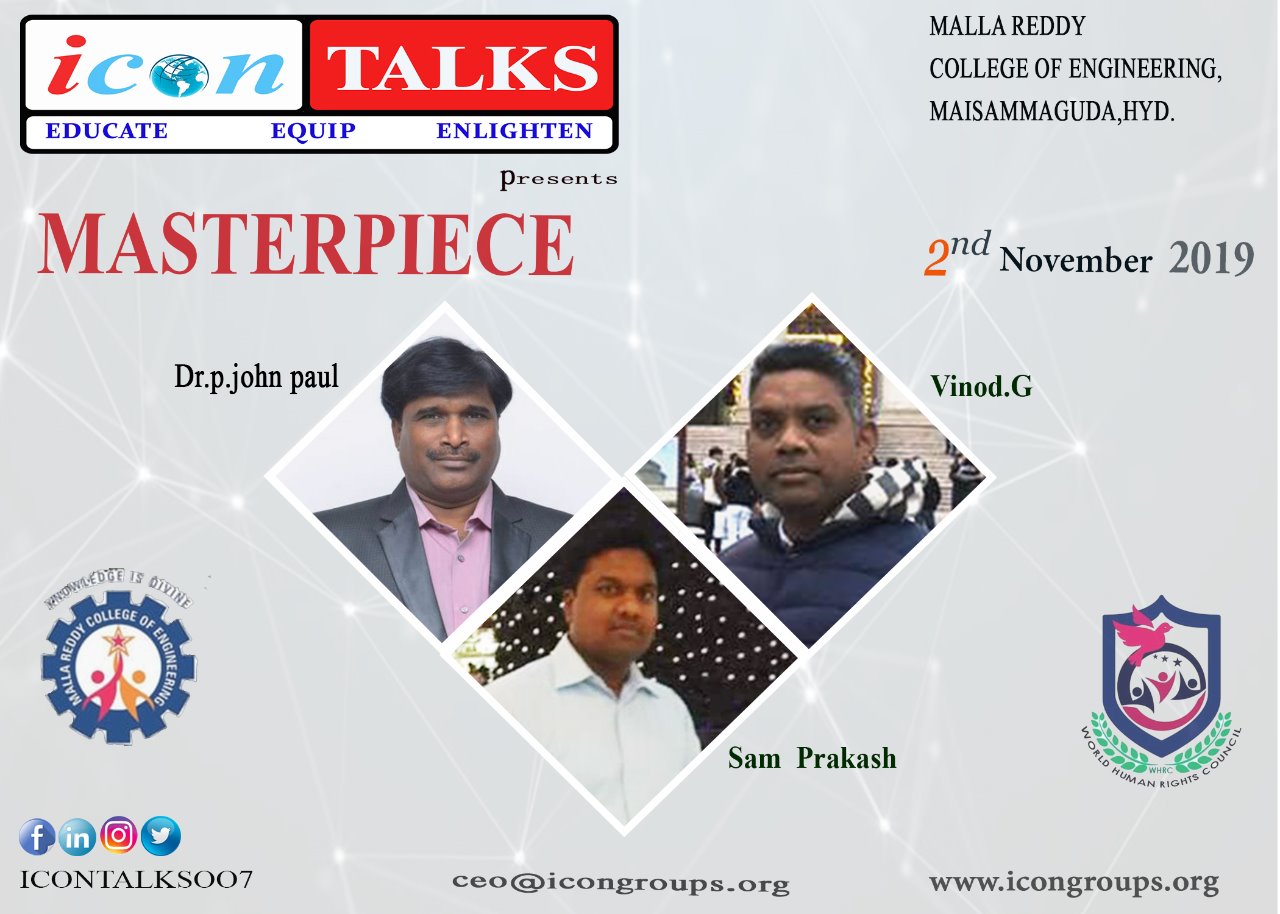 icon TALKS
EDUCATE EQUIP ENLIGHTEN
presents
MASTERPIECE
MALLA REDDY
COLLEGE OF ENGINEERING,
MAISAMMAGUDA,HYD.
2nd November 2019
Dr.p.john paul
Vinod.G
Sam Prakash
KNOWLEDGE IS DIVINE
MALLA REDDY COLLEGE OF ENGINEERING
WHRC
WORLD HUMAN RIGHTS COUNCIL
f in
ICONTALKSOO7
ceo@icongroups.org
www.icongroups.org